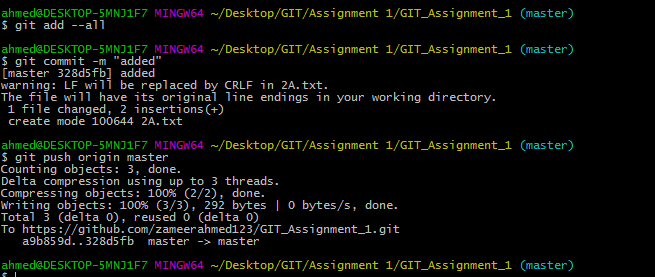 ahmed@DESKTOP-5MNJ1F7 MINGW64 ~/Desktop/GIT/Assignment 1/GIT_Assignment_1 (master)
$ git add --all
ahmed@DESKTOP-5MNJ1F7 MINGW64 ~/Desktop/GIT/Assignment 1/GIT_Assignment_1 (master)
$ git commit -m "added"
[master 328d5fb] added
warning: LF will be replaced by CRLF in 2A.txt.
The file will have its original line endings in your working directory.
1 file changed, 2 insertions(+)
create mode 100644 2A.txt
ahmed@DESKTOP-5MNJ1F7 MINGW64 ~/Desktop/GIT/Assignment 1/GIT_Assignment_1 (master)
$ git push origin master
Counting objects: 3, done.
Delta compression using up to 3 threads.
Compressing objects: 100% (2/2), done.
Writing objects: 100% (3/3), 292 bytes | 0 bytes/s, done.
Total 3 (delta 0), reused 0 (delta 0)
To https://github.com/zameerahmed123/GIT_Assignment_1.git
a9b859d..328d5fb master -> master
ahmed@DESKTOP-5MNJ1F7 MINGW64 ~/Desktop/GIT/Assignment 1/GIT_Assignment_1 (master)
$